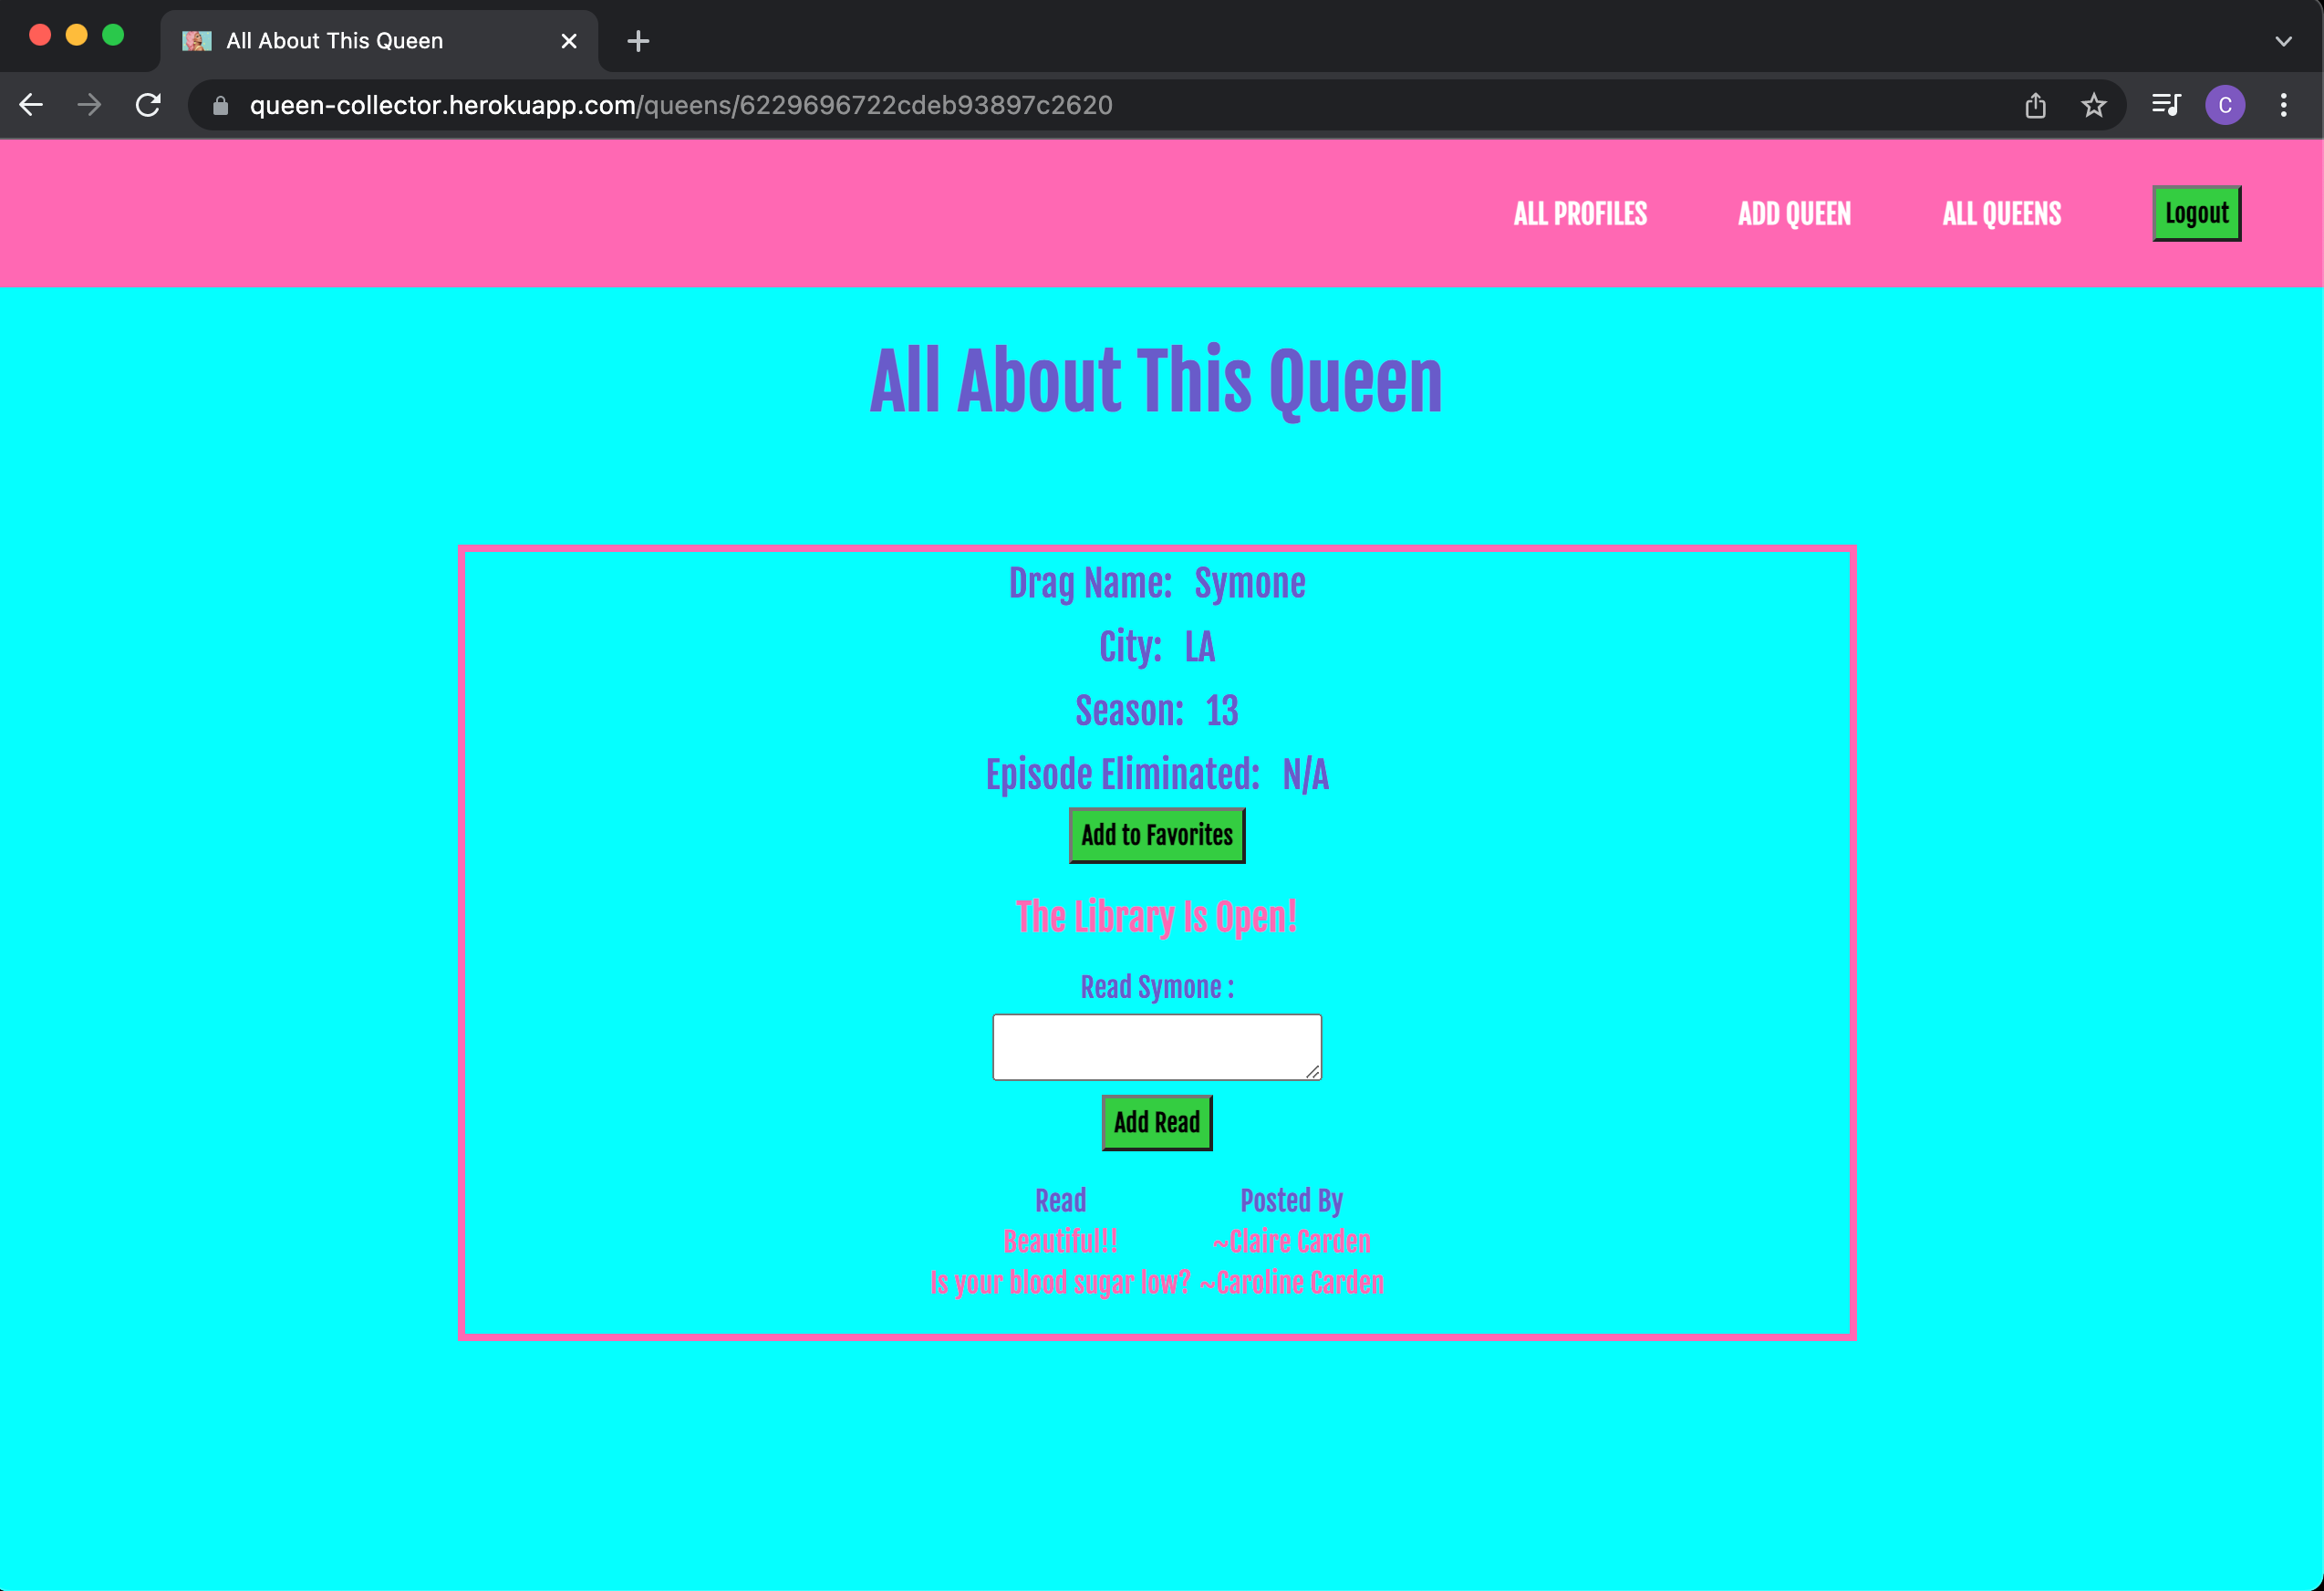 All About This Queen
queen-collector.herokuapp.com/queens/6229696722cdeb93897c2620
C
ALL PROFILES ADD QUEEN ALL QUEENS Logout
All About This Queen
Drag Name: Symone
City: LA
Season: 13
Episode Eliminated: N/A
Add to Favorites
The Library Is Open!
Read Symone :
Add Read
Read Posted By
Beautiful!! ~Claire Carden
Is your blood sugar low? ~Caroline Carden